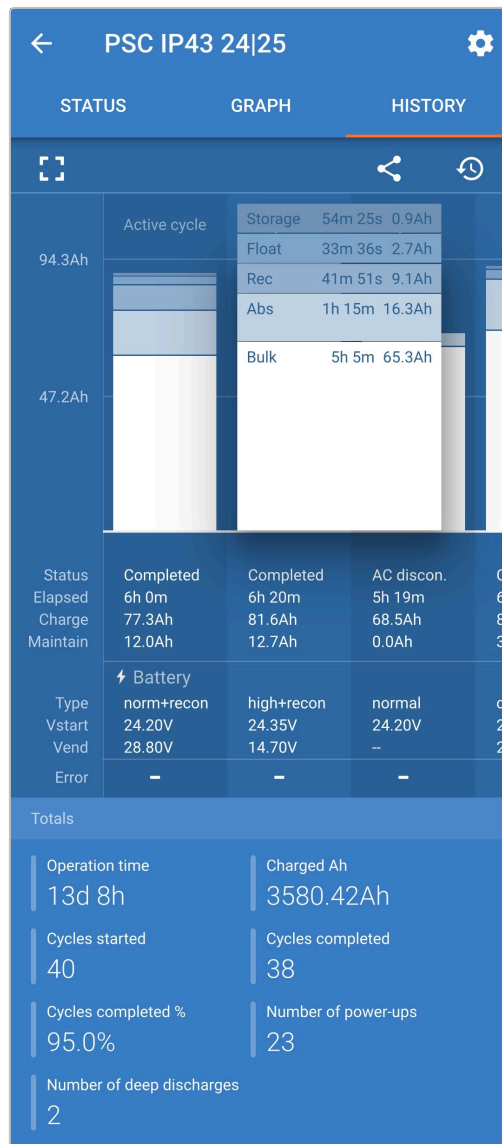 PSC IP43 24|25
STATUS GRAPH HISTORY
Active cycle
94.3Ah
47.2Ah
Storage 54m 25s 0.9Ah
Float 33m 36s 2.7Ah
Rec 41m 51s 9.1Ah
Abs 1h 15m 16.3Ah
Bulk 5h 5m 65.3Ah
Status Completed Completed AC discon.
Elapsed 6h 0m 6h 20m 5h 19m
Charge 77.3Ah 81.6Ah 68.5Ah
Maintain 12.0Ah 12.7Ah 0.0Ah
Battery
Type norm+recon high+recon normal
Vstart 24.20V 24.35V 24.20V
Vend 28.80V 14.70V --
Error – – –
Totals
Operation time Charged Ah
13d 8h 3580.42Ah
Cycles started Cycles completed
40 38
Cycles completed % Number of power-ups
95.0% 23
Number of deep discharges
2